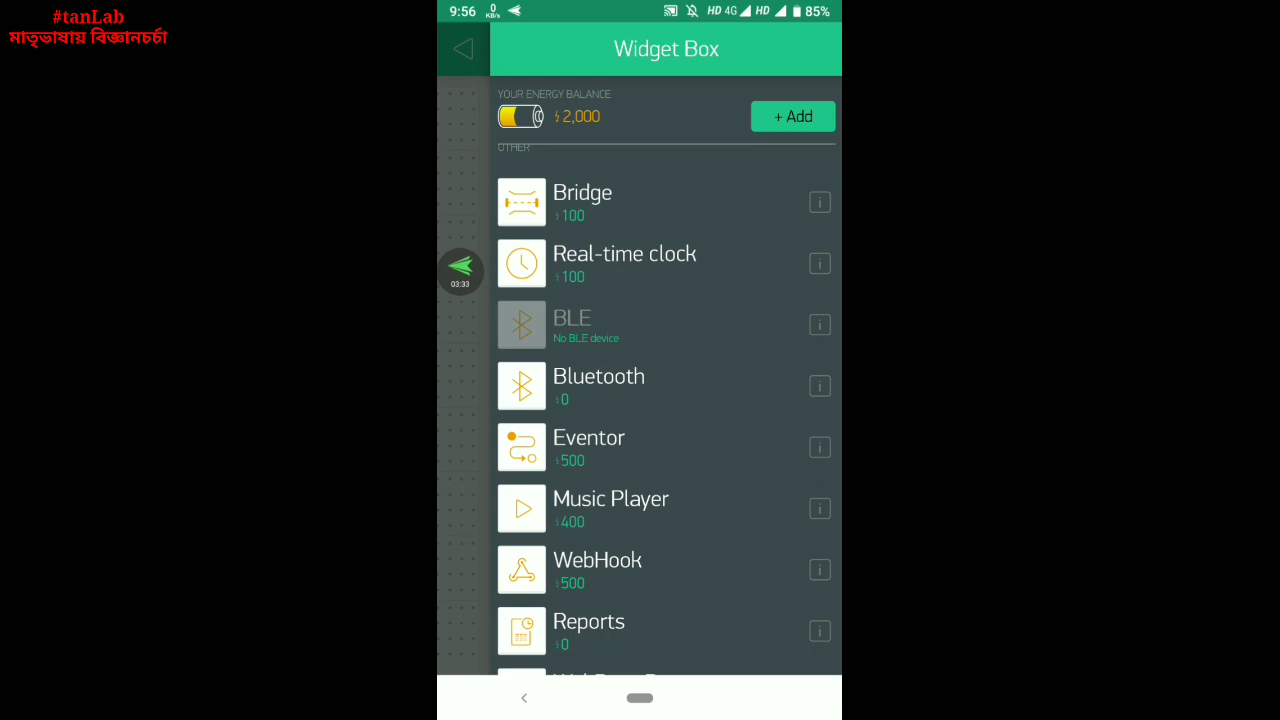 #tanLab
মাতৃভাষায় বিজ্ঞানচর্চা
9:56 0 KB/s HD 4G HD 85%
Widget Box
YOUR ENERGY BALANCE
2,000
+ Add
OTHER
Bridge
100
i
Real-time clock
100
i
03:33
BLE
No BLE device
i
Bluetooth
0
i
Eventor
500
i
Music Player
400
i
WebHook
500
i
Reports
0
i